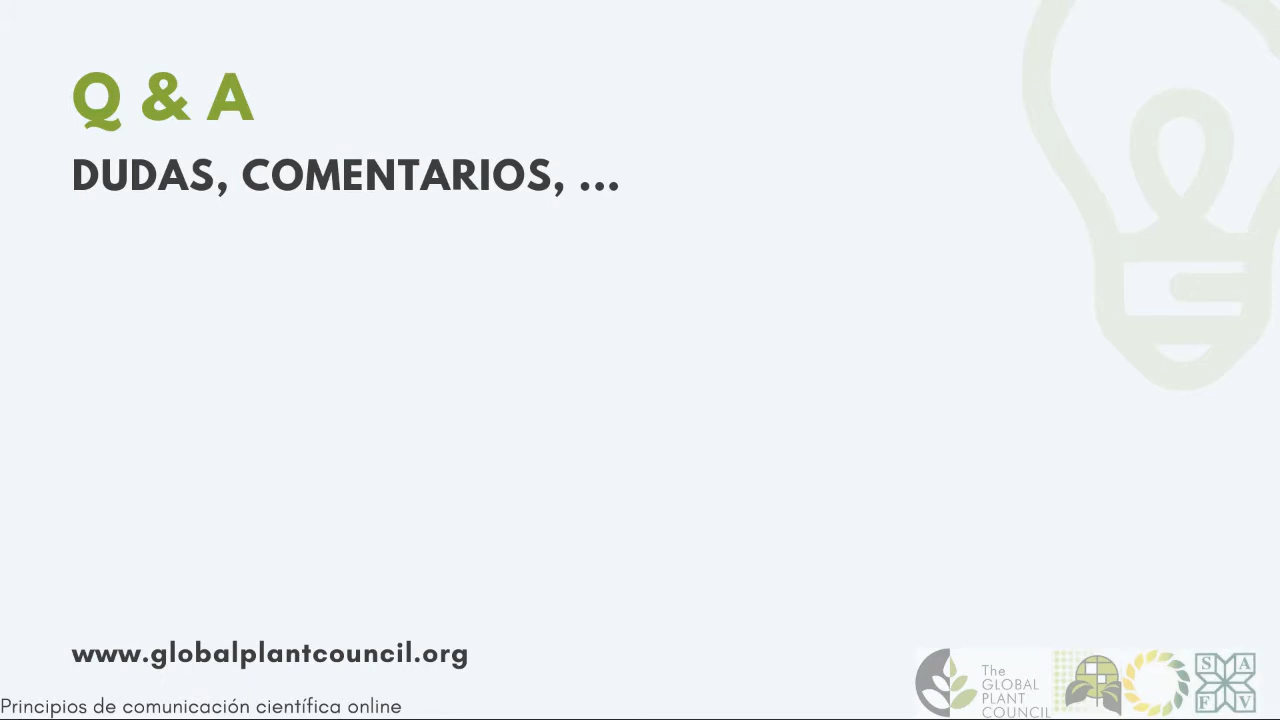 Q & A
DUDAS, COMENTARIOS, ...
www.globalplantcouncil.org
Principios de comunicación científica online
The
GLOBAL
PLANT
COUNCIL
S A
F V